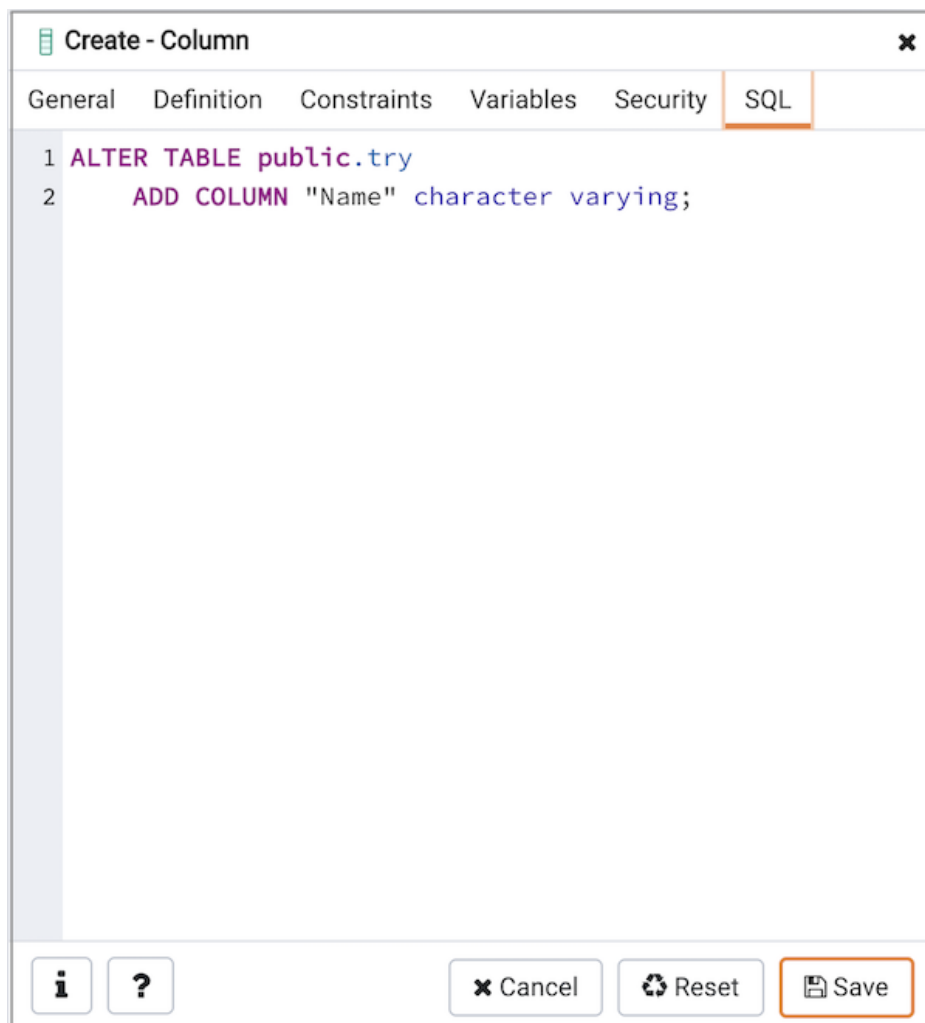 Create - Column
General Definition Constraints Variables Security SQL
1 ALTER TABLE public.try
2 ADD COLUMN "Name" character varying;
i ? Cancel Reset Save